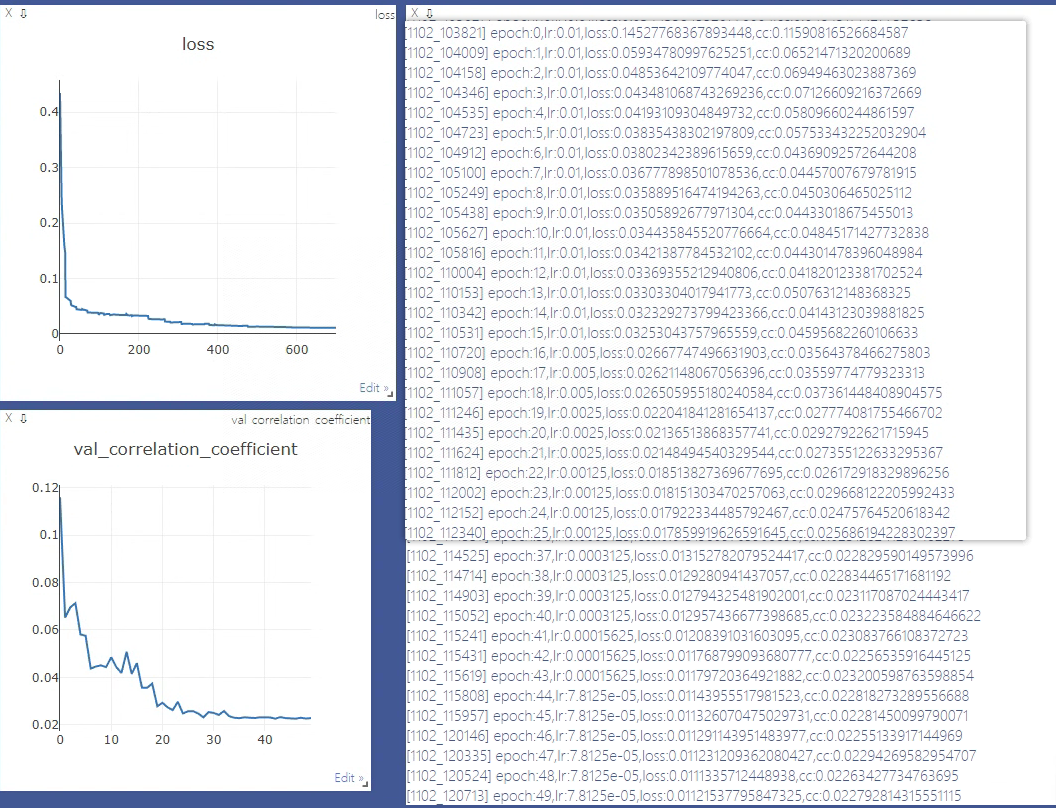 X ⇩ loss
loss
0.4
0.3
0.2
0.1
0
0 200 400 600
Edit »
X ⇩ val correlation coefficient
val_correlation_coefficient
0.12
0.1
0.08
0.06
0.04
0.02
0 10 20 30 40
Edit »
X ⇩
[1102_103821] epoch:0,lr:0.01,loss:0.14527768367893448,cc:0.11590816526684587
[1102_104009] epoch:1,lr:0.01,loss:0.05934780997625251,cc:0.06521471320200689
[1102_104158] epoch:2,lr:0.01,loss:0.04853642109774047,cc:0.06949463023887369
[1102_104346] epoch:3,lr:0.01,loss:0.043481068743269236,cc:0.07126609216372669
[1102_104535] epoch:4,lr:0.01,loss:0.04193109304849732,cc:0.05809660244861597
[1102_104723] epoch:5,lr:0.01,loss:0.03835438302197809,cc:0.057533432252032904
[1102_104912] epoch:6,lr:0.01,loss:0.03802342389615659,cc:0.04369092572644208
[1102_105100] epoch:7,lr:0.01,loss:0.036777898501078536,cc:0.04457007679781915
[1102_105249] epoch:8,lr:0.01,loss:0.035889516474194263,cc:0.0450306465025112
[1102_105438] epoch:9,lr:0.01,loss:0.03505892677971304,cc:0.04433018675455013
[1102_105627] epoch:10,lr:0.01,loss:0.034435845520776664,cc:0.04845171427732838
[1102_105816] epoch:11,lr:0.01,loss:0.03421387784532102,cc:0.044301478396048984
[1102_110004] epoch:12,lr:0.01,loss:0.03369355212940806,cc:0.041820123381702524
[1102_110153] epoch:13,lr:0.01,loss:0.03303304017941773,cc:0.05076312148368325
[1102_110342] epoch:14,lr:0.01,loss:0.032329273799423366,cc:0.04143123039881825
[1102_110531] epoch:15,lr:0.01,loss:0.03253043757965559,cc:0.04595682260106633
[1102_110720] epoch:16,lr:0.005,loss:0.02667747496631903,cc:0.03564378466275803
[1102_110908] epoch:17,lr:0.005,loss:0.02621148067056396,cc:0.03559774779323313
[1102_111057] epoch:18,lr:0.005,loss:0.026505955180240584,cc:0.037361448408904575
[1102_111246] epoch:19,lr:0.0025,loss:0.022041841281654137,cc:0.027774081755466702
[1102_111435] epoch:20,lr:0.0025,loss:0.02136513868357741,cc:0.02927922621715945
[1102_111624] epoch:21,lr:0.0025,loss:0.02148494540329544,cc:0.027355122633295367
[1102_111812] epoch:22,lr:0.00125,loss:0.018513827369677695,cc:0.026172918329896256
[1102_112002] epoch:23,lr:0.00125,loss:0.018151303470257063,cc:0.029668122205992433
[1102_112152] epoch:24,lr:0.00125,loss:0.017922334485792467,cc:0.02475764520618342
[1102_112340] epoch:25,lr:0.00125,loss:0.017859919626591645,cc:0.025686194228302397
[1102_114525] epoch:37,lr:0.0003125,loss:0.013152782079524417,cc:0.022829590149573996
[1102_114714] epoch:38,lr:0.0003125,loss:0.0129280941437057,cc:0.022834465171681192
[1102_114903] epoch:39,lr:0.0003125,loss:0.012794325481902001,cc:0.023117087024443417
[1102_115052] epoch:40,lr:0.0003125,loss:0.012957436677398685,cc:0.023223584884646622
[1102_115241] epoch:41,lr:0.00015625,loss:0.01208391031603095,cc:0.023083766108372723
[1102_115431] epoch:42,lr:0.00015625,loss:0.011768799093680777,cc:0.02256535916445125
[1102_115619] epoch:43,lr:0.00015625,loss:0.01179720364921882,cc:0.023200598763598854
[1102_115808] epoch:44,lr:7.8125e-05,loss:0.01143955517981523,cc:0.022818273289556688
[1102_115957] epoch:45,lr:7.8125e-05,loss:0.011326070475029731,cc:0.02281450099790071
[1102_120146] epoch:46,lr:7.8125e-05,loss:0.011291143951483977,cc:0.02255133917144969
[1102_120335] epoch:47,lr:7.8125e-05,loss:0.011231209362080427,cc:0.02294269582954707
[1102_120524] epoch:48,lr:7.8125e-05,loss:0.0111335712448938,cc:0.02263427734763695
[1102_120713] epoch:49,lr:7.8125e-05,loss:0.01121537795847325,cc:0.022792814315551115